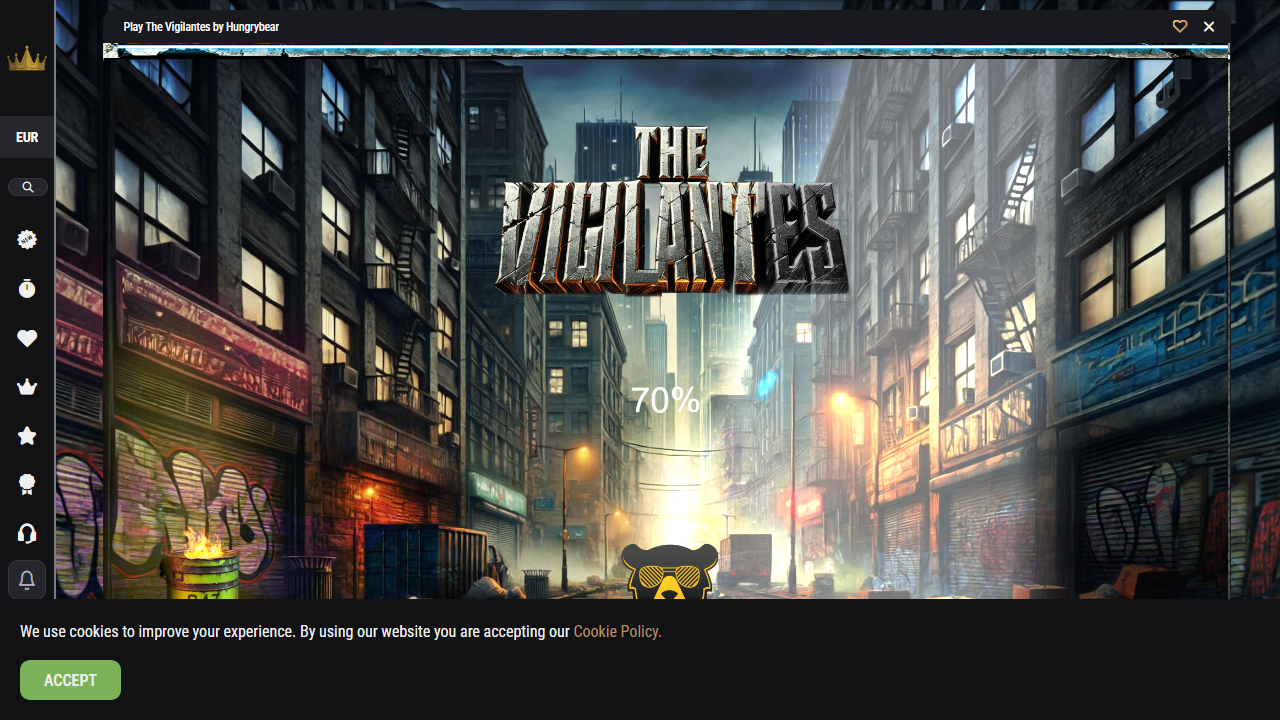 Play The Vigilantes by Hungrybear
EUR
NEW
THE
VIGILANTES
70%
We use cookies to improve your experience. By using our website you are accepting our Cookie Policy.
ACCEPT